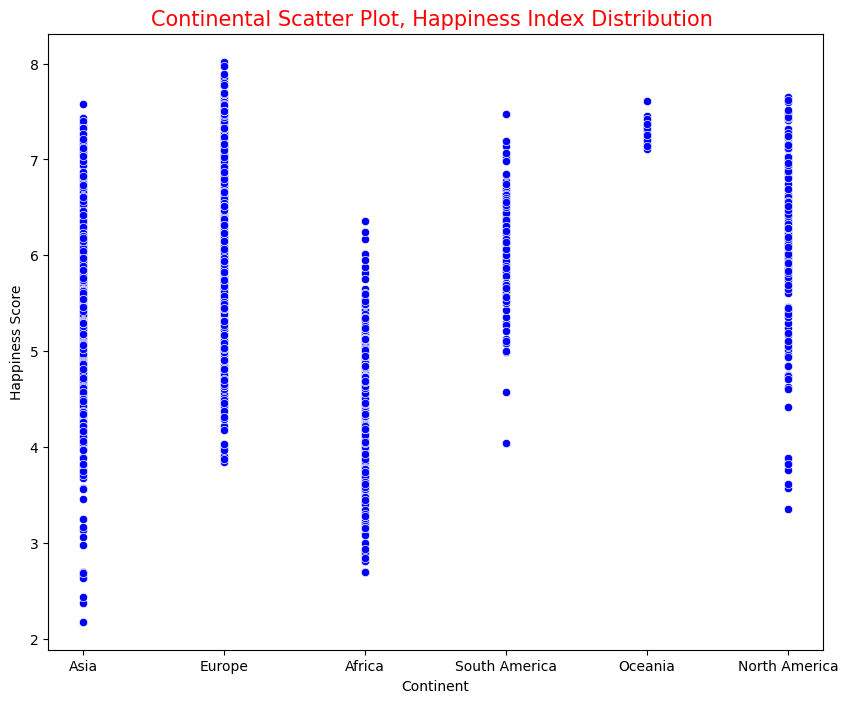 Continental Scatter Plot, Happiness Index Distribution
8
7
6
5
4
3
2
Happiness Score
Asia Europe Africa South America Oceania North America
Continent